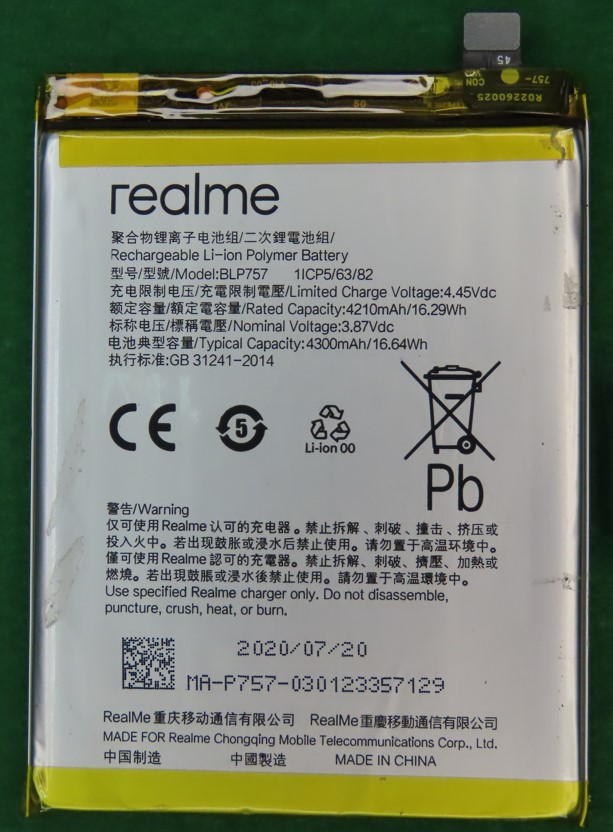 45
CON
757-
R02260025
realme
聚合物锂离子电池组/二次鋰電池組/
Rechargeable Li-ion Polymer Battery
型号/型號/Model:BLP757 1ICP5/63/82
充电限制电压/充電限制電壓/Limited Charge Voltage:4.45Vdc
额定容量/額定容量/Rated Capacity:4210mAh/16.29Wh
标称电压/標稱電壓/Nominal Voltage:3.87Vdc
电池典型容量/Typical Capacity:4300mAh/16.64Wh
执行标准:GB 31241-2014
CE
5
Li-ion 00
Pb
警告/Warning
仅可使用Realme认可的充电器。禁止拆解、刺破、撞击、挤压或
投入火中。若出现鼓胀或浸水后禁止使用。请勿置于高温环境中。
僅可使用Realme認可的充電器。禁止拆解、刺破、擠壓、加熱或
燃燒。若出現鼓脹或浸水後禁止使用。請勿置于高溫環境中。
Use specified Realme charger only. Do not disassemble,
puncture, crush, heat, or burn.
2020/07/20
MA-P757-030123357129
RealMe重庆移动通信有限公司 RealMe重慶移動通信有限公司
MADE FOR Realme Chongqing Mobile Telecommunications Corp., Ltd.
中国制造 中國製造 MADE IN CHINA